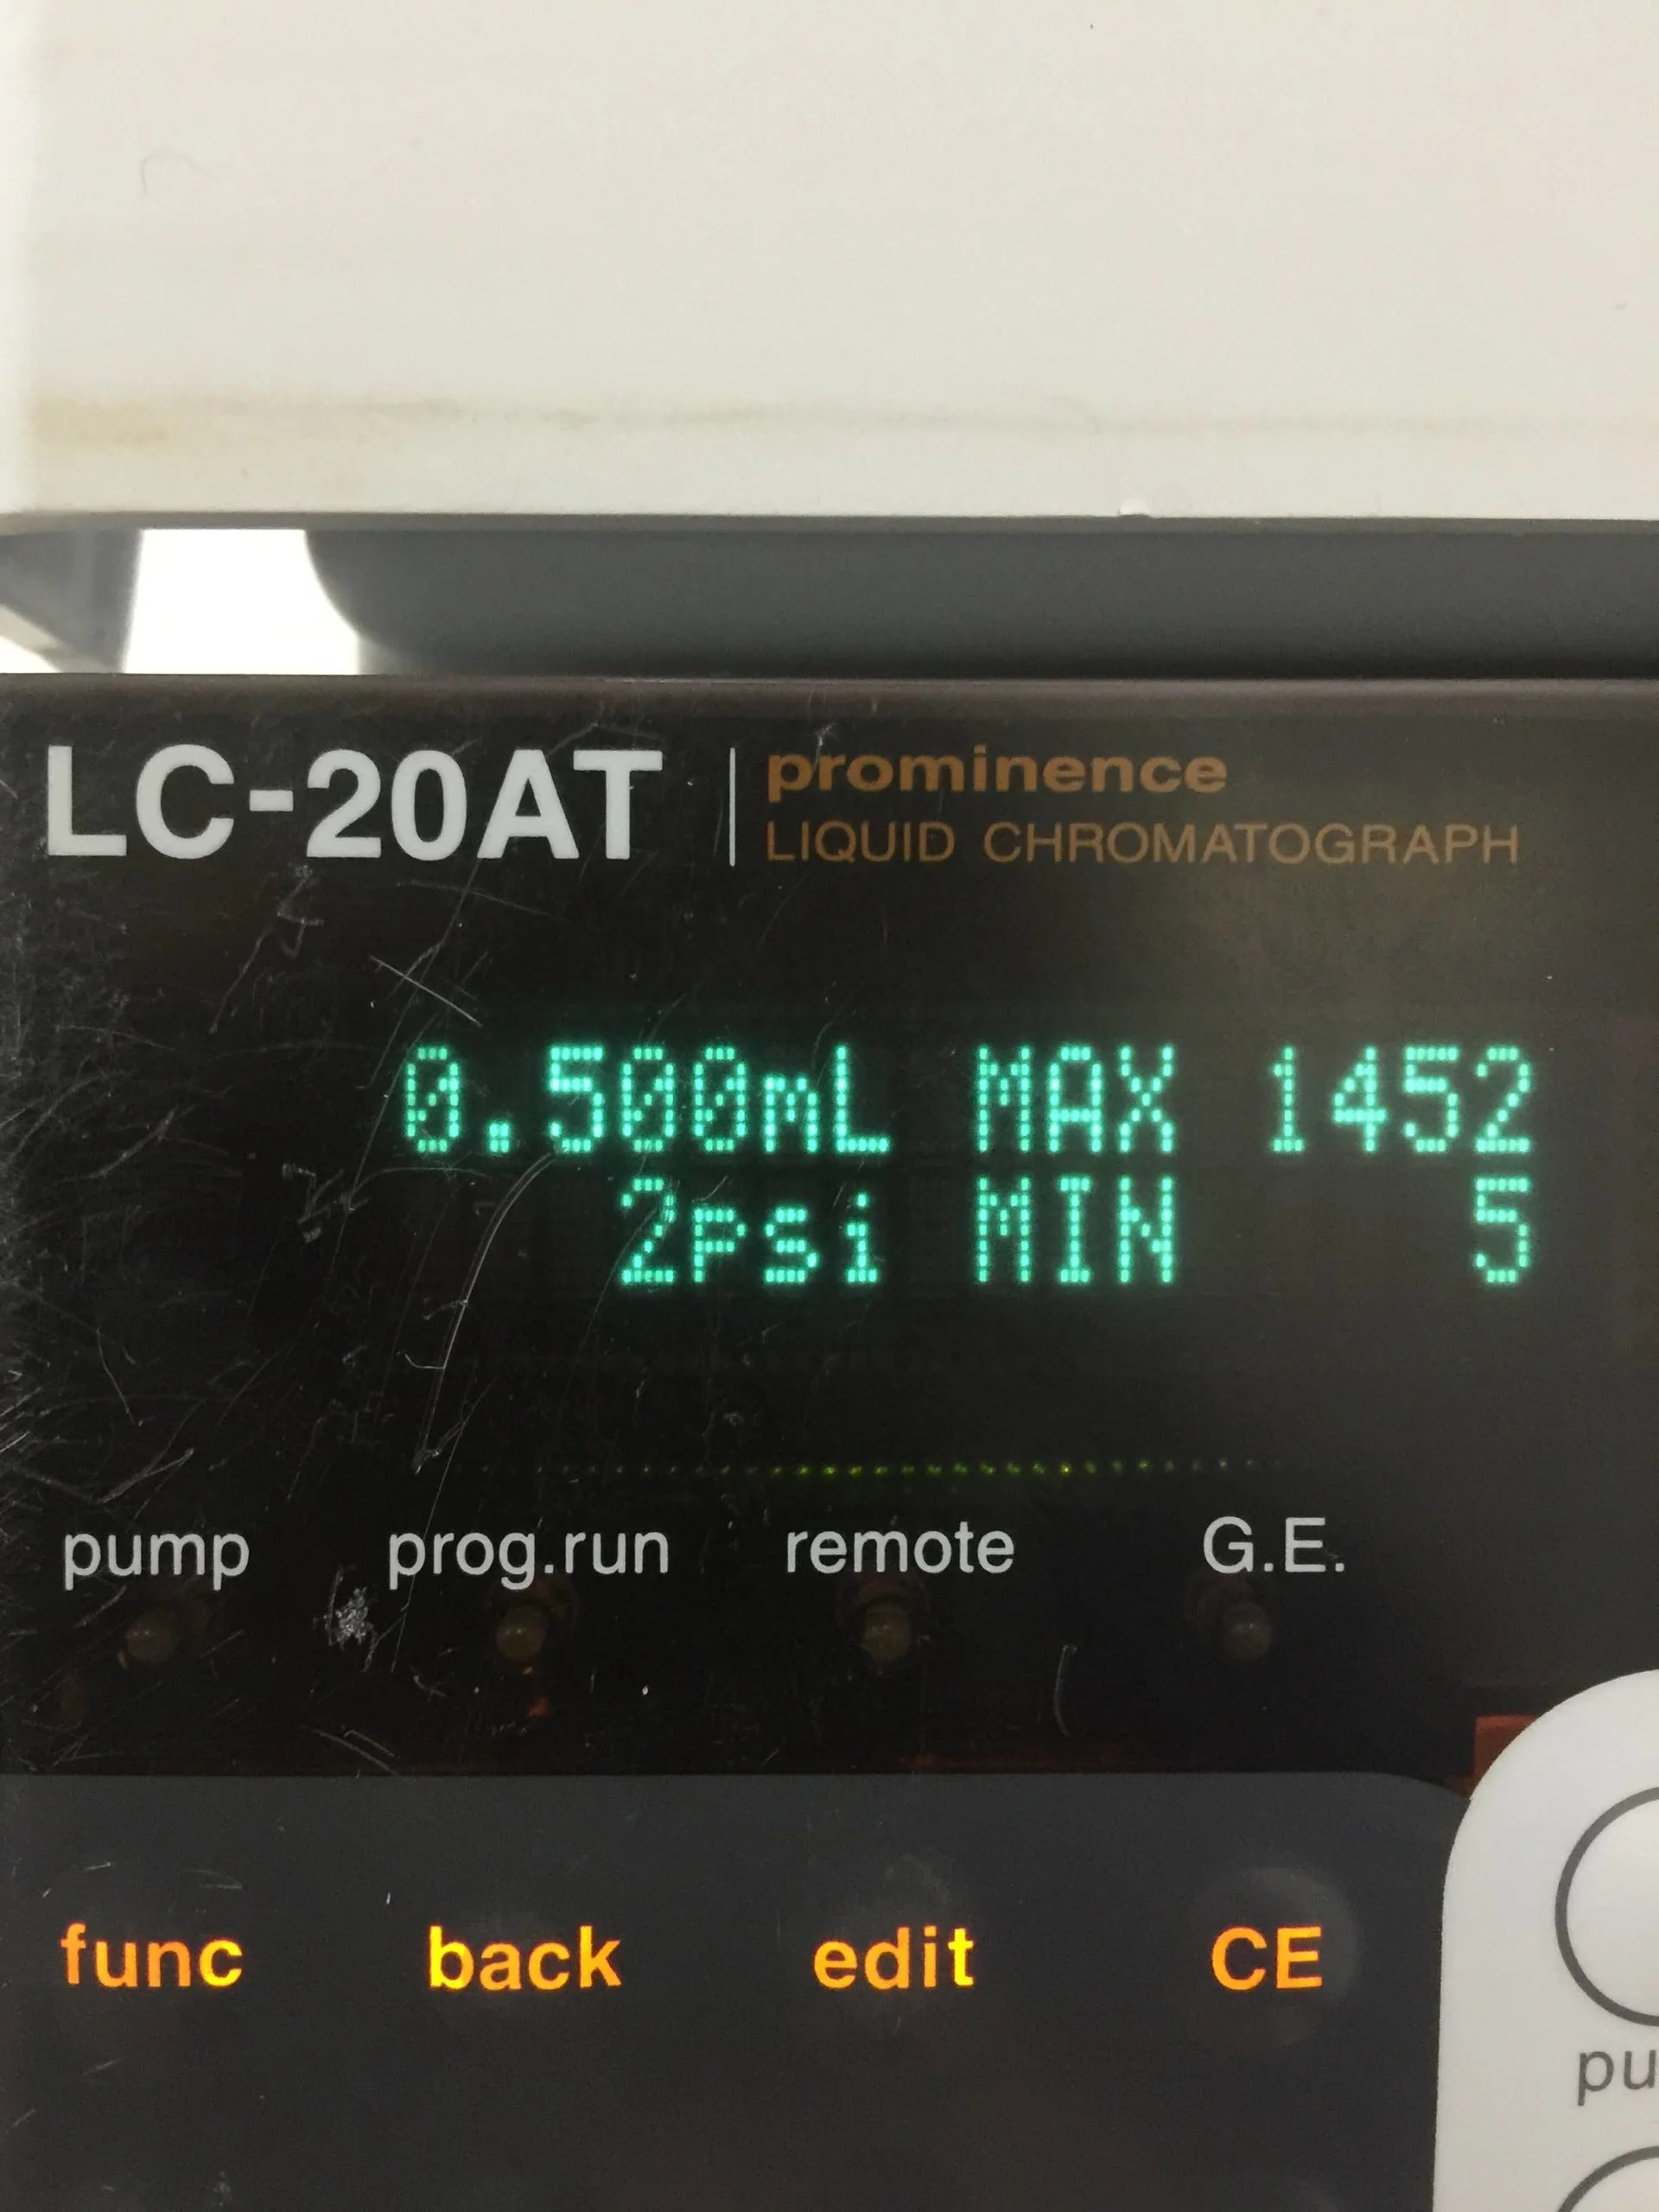 LC-20AT
prominence
LIQUID CHROMATOGRAPH
0.500mL MAX 1452
2psi MIN 5
pump prog.run remote G.E.
func back edit CE
pu